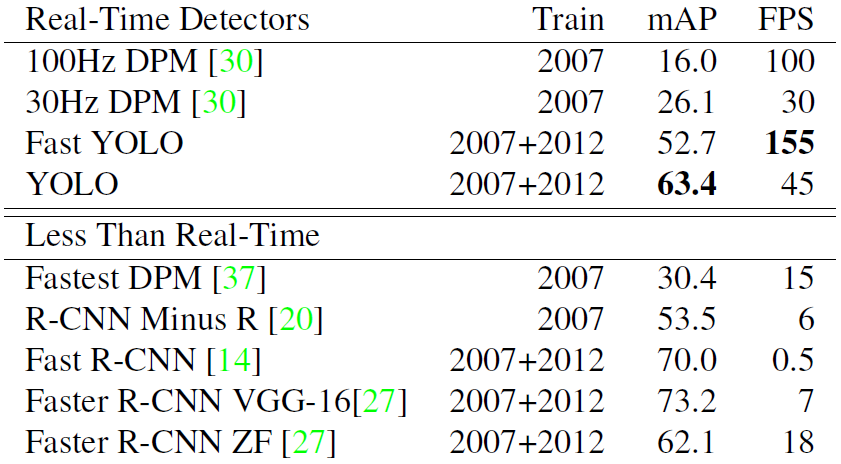 Real-Time Detectors Train mAP FPS
100Hz DPM [30] 2007 16.0 100
30Hz DPM [30] 2007 26.1 30
Fast YOLO 2007+2012 52.7 155
YOLO 2007+2012 63.4 45
Less Than Real-Time
Fastest DPM [37] 2007 30.4 15
R-CNN Minus R [20] 2007 53.5 6
Fast R-CNN [14] 2007+2012 70.0 0.5
Faster R-CNN VGG-16[27] 2007+2012 73.2 7
Faster R-CNN ZF [27] 2007+2012 62.1 18